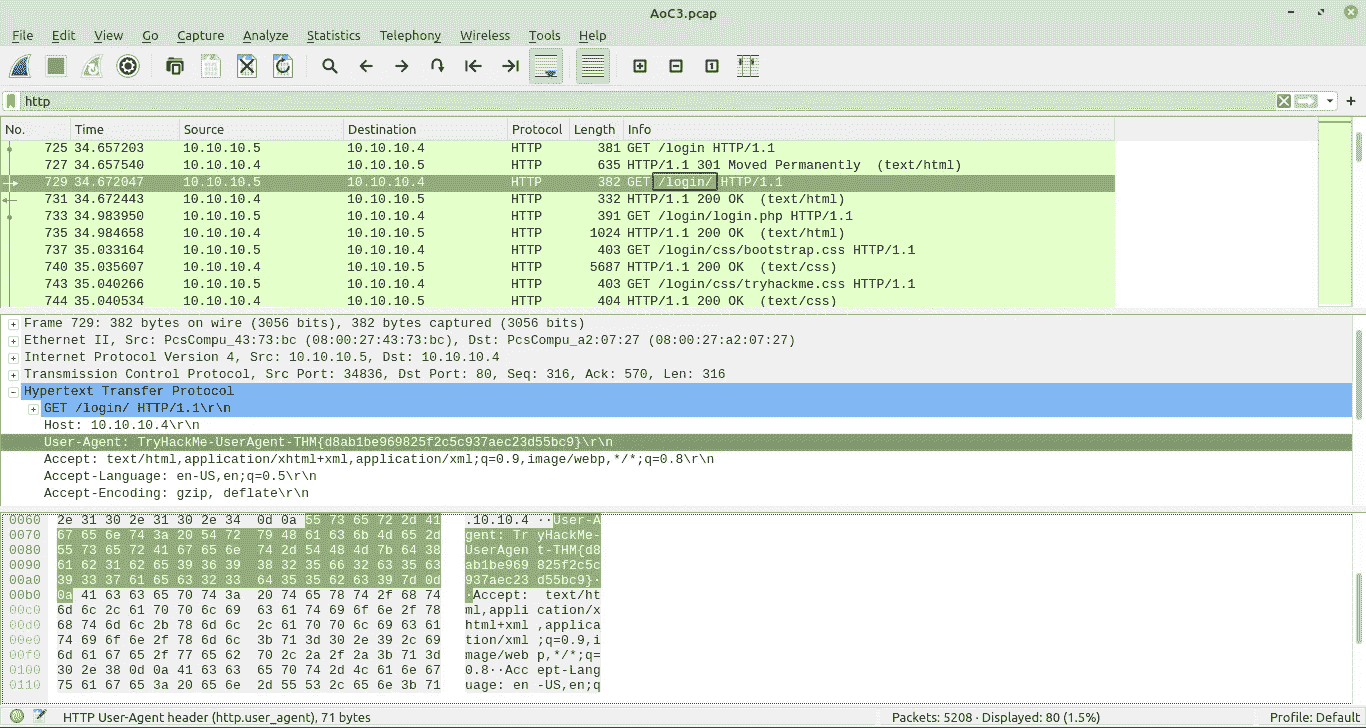 AoC3.pcap
File Edit View Go Capture Analyze Statistics Telephony Wireless Tools Help
http
No. Time Source Destination Protocol Length Info
725 34.657203 10.10.10.5 10.10.10.4 HTTP 381 GET /login HTTP/1.1
727 34.657540 10.10.10.4 10.10.10.5 HTTP 635 HTTP/1.1 301 Moved Permanently (text/html)
729 34.672047 10.10.10.5 10.10.10.4 HTTP 382 GET /login/ HTTP/1.1
731 34.672443 10.10.10.4 10.10.10.5 HTTP 332 HTTP/1.1 200 OK (text/html)
733 34.983950 10.10.10.5 10.10.10.4 HTTP 391 GET /login/login.php HTTP/1.1
735 34.984658 10.10.10.4 10.10.10.5 HTTP 1024 HTTP/1.1 200 OK (text/html)
737 35.033164 10.10.10.5 10.10.10.4 HTTP 403 GET /login/css/bootstrap.css HTTP/1.1
740 35.035607 10.10.10.4 10.10.10.5 HTTP 5687 HTTP/1.1 200 OK (text/css)
743 35.040266 10.10.10.5 10.10.10.4 HTTP 403 GET /login/css/tryhackme.css HTTP/1.1
744 35.040534 10.10.10.4 10.10.10.5 HTTP 404 HTTP/1.1 200 OK (text/css)
Frame 729: 382 bytes on wire (3056 bits), 382 bytes captured (3056 bits)
Ethernet II, Src: PcsCompu_43:73:bc (08:00:27:43:73:bc), Dst: PcsCompu_a2:07:27 (08:00:27:a2:07:27)
Internet Protocol Version 4, Src: 10.10.10.5, Dst: 10.10.10.4
Transmission Control Protocol, Src Port: 34836, Dst Port: 80, Seq: 316, Ack: 570, Len: 316
Hypertext Transfer Protocol
GET /login/ HTTP/1.1\r\n
Host: 10.10.10.4\r\n
User-Agent: TryHackMe-UserAgent-THM{d8ab1be969825f2c5c937aec23d55bc9}\r\n
Accept: text/html,application/xhtml+xml,application/xml;q=0.9,image/webp,*/*;q=0.8\r\n
Accept-Language: en-US,en;q=0.5\r\n
Accept-Encoding: gzip, deflate\r\n
0060 2e 31 30 2e 31 30 2e 34 0d 0a 55 73 65 72 2d 41 .10.10.4 ··User-A
0070 67 65 6e 74 3a 20 54 72 79 48 61 63 6b 4d 65 2d gent: Tr yHackMe-
0080 55 73 65 72 41 67 65 6e 74 2d 54 48 4d 7b 64 38 UserAgen t-THM{d8
0090 61 62 31 62 65 39 36 39 38 32 35 66 32 63 35 63 ab1be969 825f2c5c
00a0 39 33 37 61 65 63 32 33 64 35 35 62 63 39 7d 0d 937aec23 d55bc9}·
00b0 0a 41 63 63 65 70 74 3a 20 74 65 78 74 2f 68 74 ·Accept: text/ht
00c0 6d 6c 2c 61 70 70 6c 69 63 61 74 69 6f 6e 2f 78 ml,appli cation/x
00d0 68 74 6d 6c 2b 78 6d 6c 2c 61 70 70 6c 69 63 61 html+xml ,applica
00e0 74 69 6f 6e 2f 78 6d 6c 3b 71 3d 30 2e 39 2c 69 tion/xml ;q=0.9,i
00f0 6d 61 67 65 2f 77 65 62 70 2c 2a 2f 2a 3b 71 3d mage/web p,*/*;q=
0100 30 2e 38 0d 0a 41 63 63 65 70 74 2d 4c 61 6e 67 0.8··Acc ept-Lang
0110 75 61 67 65 3a 20 65 6e 2d 55 53 2c 65 6e 3b 71 uage: en -US,en;q
HTTP User-Agent header (http.user_agent), 71 bytes Packets: 5208 · Displayed: 80 (1.5%) Profile: Default